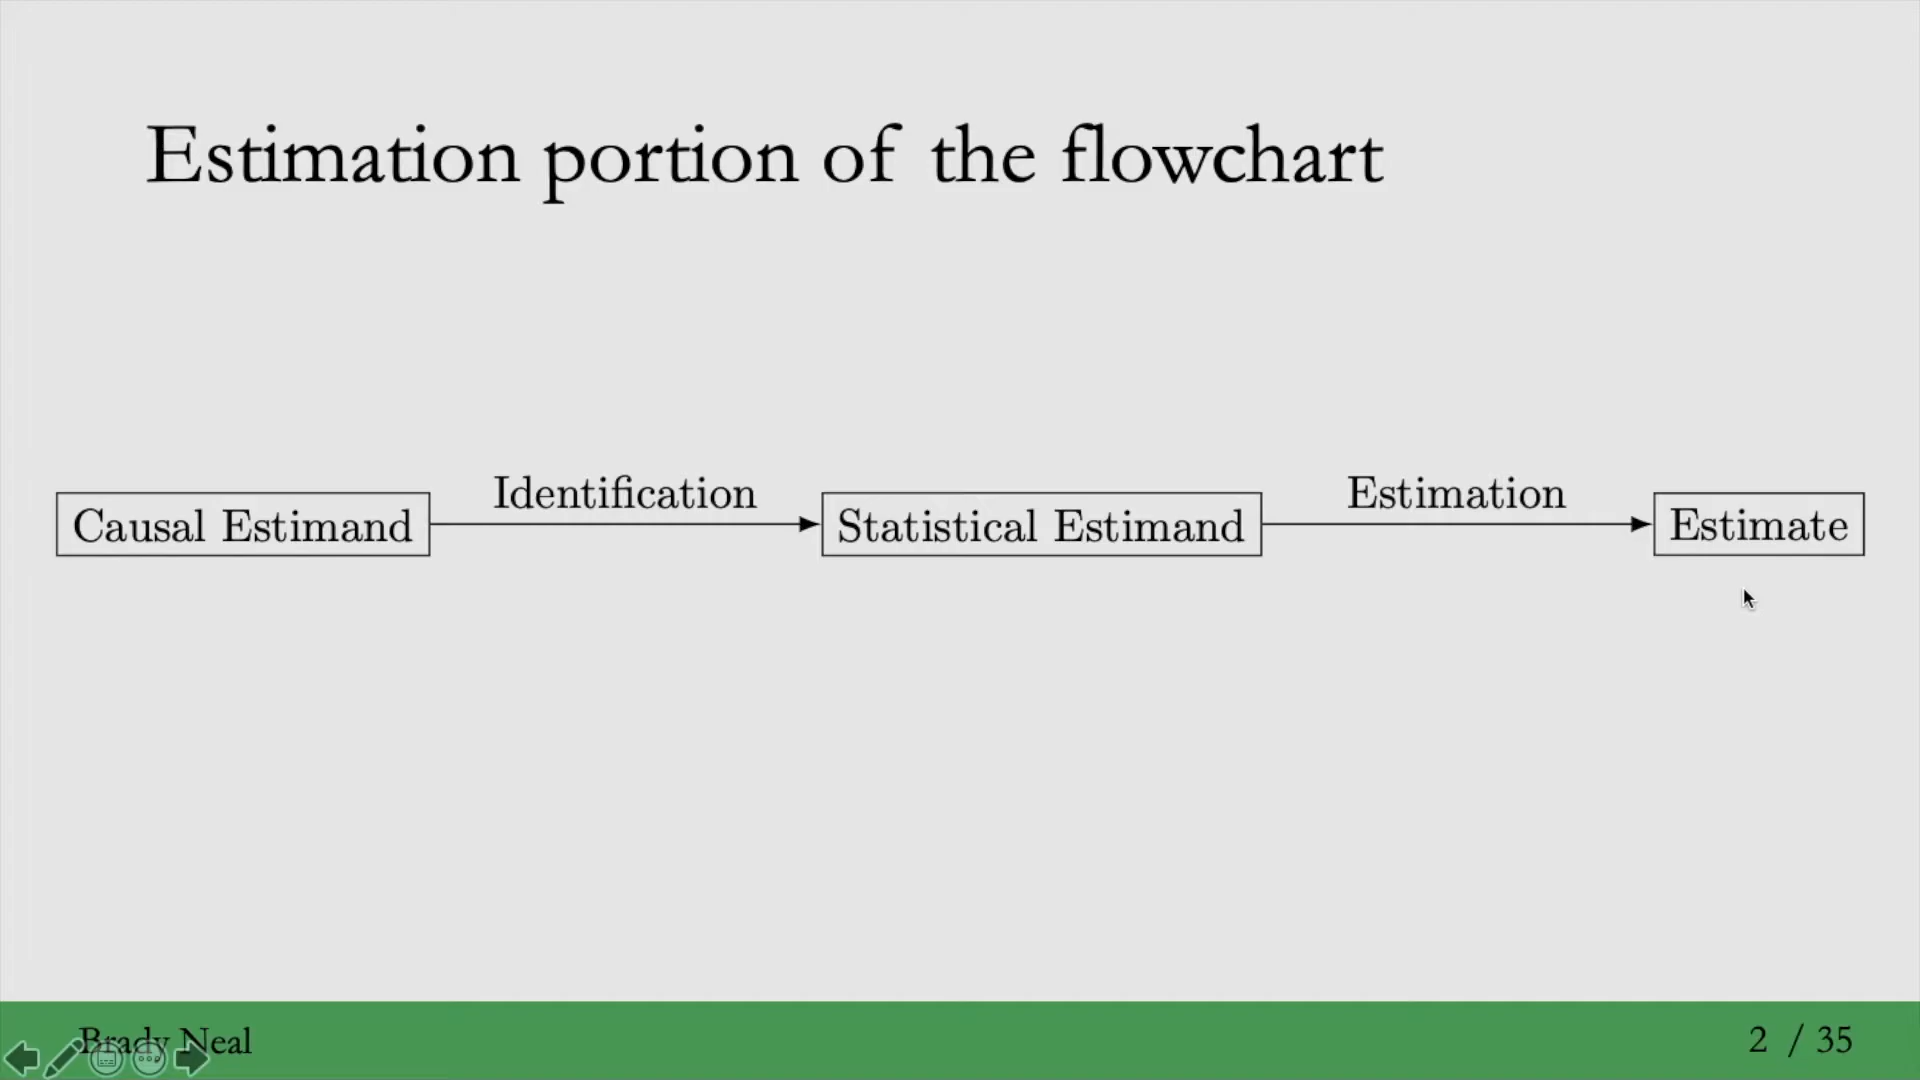 Estimation portion of the flowchart
Identification
Estimation
Causal Estimand
Statistical Estimand
Estimate
Brady Neal
2 / 35